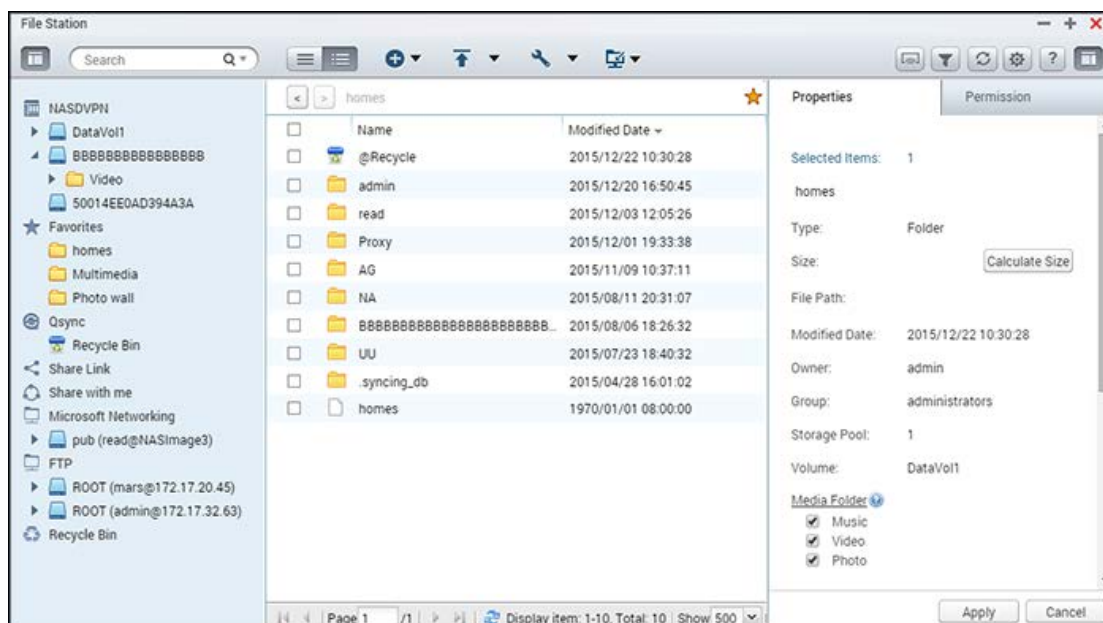 File Station
Search
NASDVPN
DataVol1
BBBBBBBBBBBBBBBB
Video
50014EE0AD394A3A
Favorites
homes
Multimedia
Photo wall
Qsync
Recycle Bin
Share Link
Share with me
Microsoft Networking
pub (read@NASImage3)
FTP
ROOT (mars@172.17.20.45)
ROOT (admin@172.17.32.63)
Recycle Bin
homes
Name Modified Date
@Recycle 2015/12/22 10:30:28
admin 2015/12/20 16:50:45
read 2015/12/03 12:05:26
Proxy 2015/12/01 19:33:38
AG 2015/11/09 10:37:11
NA 2015/08/11 20:31:07
BBBBBBBBBBBBBBBBBBBBBBBB... 2015/08/06 18:26:32
UU 2015/07/23 18:40:32
.syncing_db 2015/04/28 16:01:02
homes 1970/01/01 08:00:00
Page 1 /1 Display item: 1-10, Total: 10 Show 500
Properties Permission
Selected Items: 1
homes
Type: Folder
Size: Calculate Size
File Path:
Modified Date: 2015/12/22 10:30:28
Owner: admin
Group: administrators
Storage Pool: 1
Volume: DataVol1
Media Folder
Music
Video
Photo
Apply Cancel